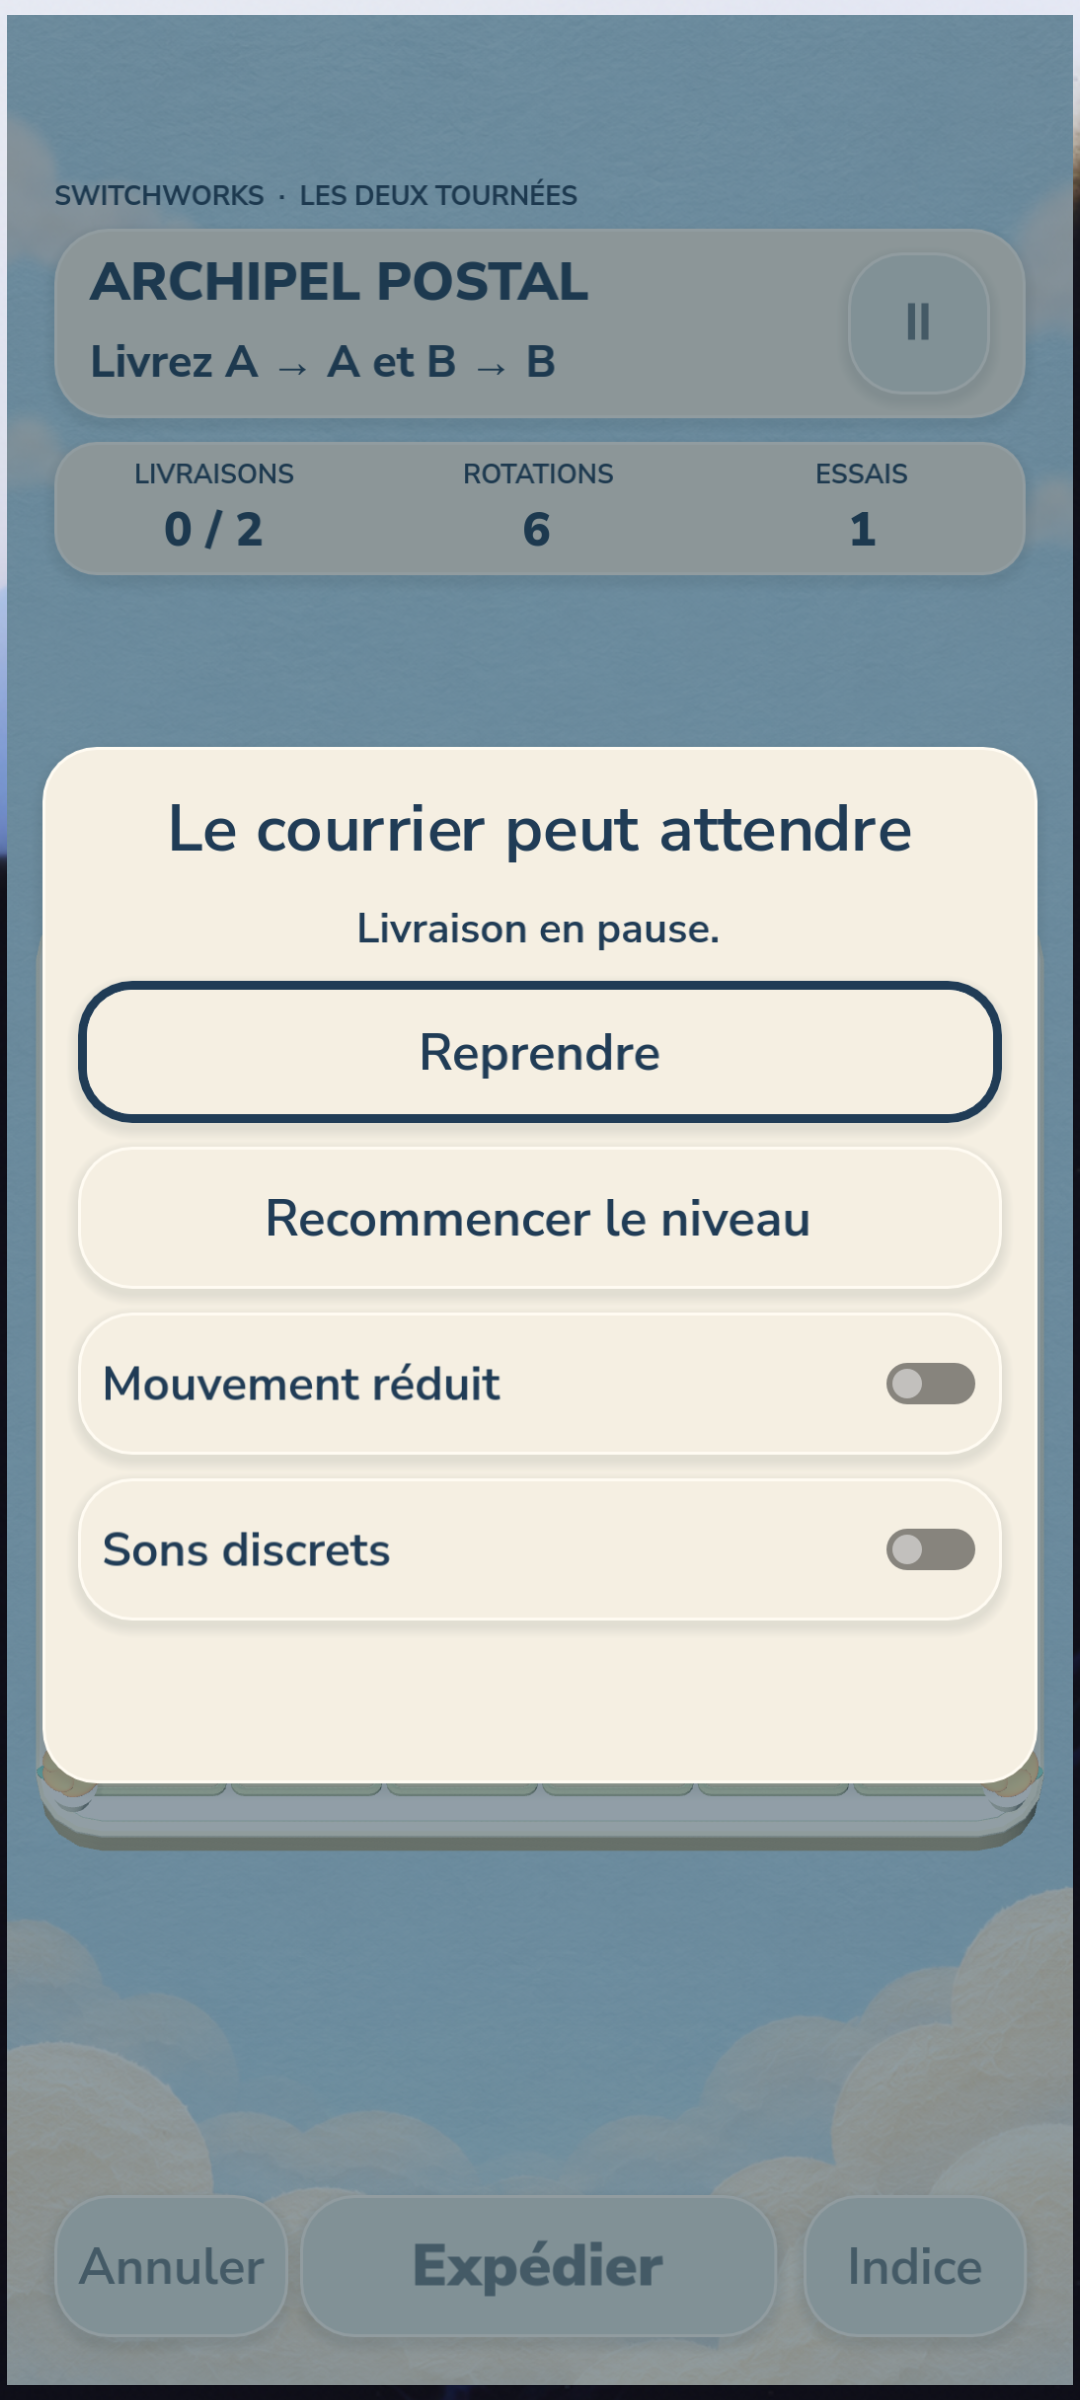 SWITCHWORKS · LES DEUX TOURNÉES
ARCHIPEL POSTAL
Livrez A → A et B → B
LIVRAISONS ROTATIONS ESSAIS
0 / 2 6 1
Le courrier peut attendre
Livraison en pause.
Reprendre
Recommencer le niveau
Mouvement réduit
Sons discrets
Annuler Expédier Indice